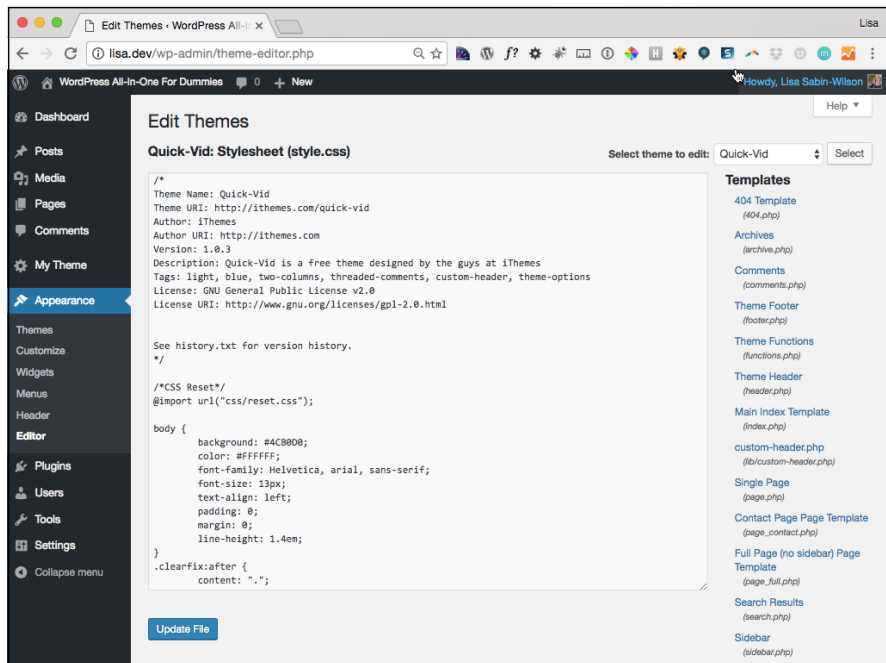 Edit Themes ‹ WordPress All-I
Lisa
lisa.dev/wp-admin/theme-editor.php
WordPress All-In-One For Dummies 0 + New
Howdy, Lisa Sabin-Wilson
Help
Dashboard
Posts
Media
Pages
Comments
My Theme
Appearance
Themes
Customize
Widgets
Menus
Header
Editor
Plugins
Users
Tools
Settings
Collapse menu
Edit Themes
Quick-Vid: Stylesheet (style.css)
Select theme to edit: Quick-Vid Select
/*
Theme Name: Quick-Vid
Theme URI: http://ithemes.com/quick-vid
Author: iThemes
Author URI: http://ithemes.com
Version: 1.0.3
Description: Quick-Vid is a free theme designed by the guys at iThemes
Tags: light, blue, two-columns, threaded-comments, custom-header, theme-options
License: GNU General Public License v2.0
License URI: http://www.gnu.org/licenses/gpl-2.0.html
See history.txt for version history.
*/
/*CSS Reset*/
@import url("css/reset.css");
body {
background: #4CB0D0;
color: #FFFFFF;
font-family: Helvetica, arial, sans-serif;
font-size: 13px;
text-align: left;
padding: 0;
margin: 0;
line-height: 1.4em;
}
.clearfix:after {
content: ".";
Update File
Templates
404 Template
(404.php)
Archives
(archive.php)
Comments
(comments.php)
Theme Footer
(footer.php)
Theme Functions
(functions.php)
Theme Header
(header.php)
Main Index Template
(index.php)
custom-header.php
(lib/custom-header.php)
Single Page
(page.php)
Contact Page Page Template
(page_contact.php)
Full Page (no sidebar) Page
Template
(page_full.php)
Search Results
(search.php)
Sidebar
(sidebar.php)